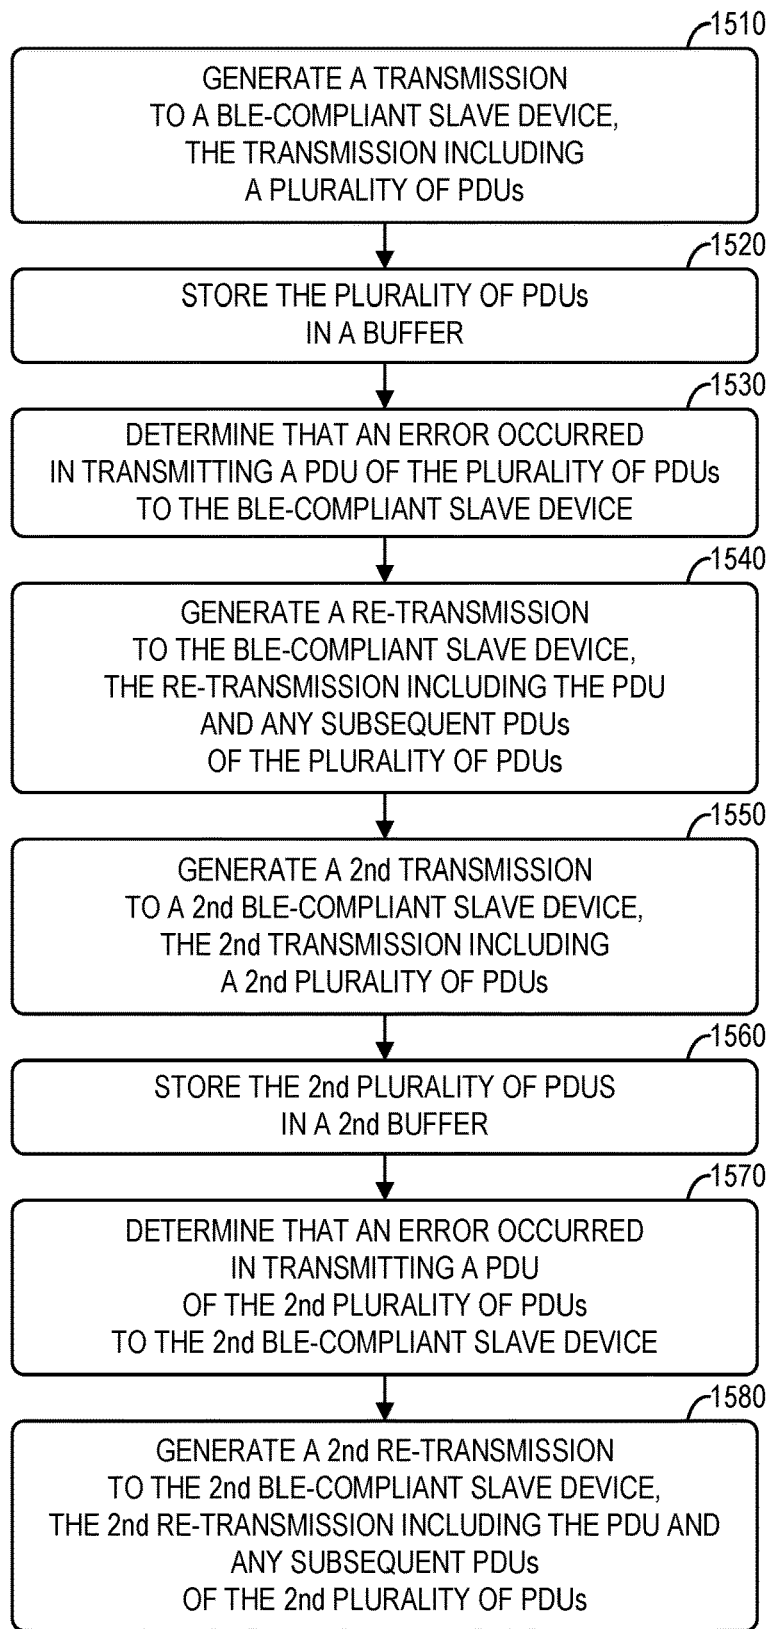 1510
GENERATE A TRANSMISSION
TO A BLE-COMPLIANT SLAVE DEVICE,
THE TRANSMISSION INCLUDING
A PLURALITY OF PDUs
1520
STORE THE PLURALITY OF PDUs
IN A BUFFER
1530
DETERMINE THAT AN ERROR OCCURRED
IN TRANSMITTING A PDU OF THE PLURALITY OF PDUs
TO THE BLE-COMPLIANT SLAVE DEVICE
1540
GENERATE A RE-TRANSMISSION
TO THE BLE-COMPLIANT SLAVE DEVICE,
THE RE-TRANSMISSION INCLUDING THE PDU
AND ANY SUBSEQUENT PDUs
OF THE PLURALITY OF PDUs
1550
GENERATE A 2nd TRANSMISSION
TO A 2nd BLE-COMPLIANT SLAVE DEVICE,
THE 2nd TRANSMISSION INCLUDING
A 2nd PLURALITY OF PDUs
1560
STORE THE 2nd PLURALITY OF PDUS
IN A 2nd BUFFER
1570
DETERMINE THAT AN ERROR OCCURRED
IN TRANSMITTING A PDU
OF THE 2nd PLURALITY OF PDUs
TO THE 2nd BLE-COMPLIANT SLAVE DEVICE
1580
GENERATE A 2nd RE-TRANSMISSION
TO THE 2nd BLE-COMPLIANT SLAVE DEVICE,
THE 2nd RE-TRANSMISSION INCLUDING THE PDU AND
ANY SUBSEQUENT PDUs
OF THE 2nd PLURALITY OF PDUs